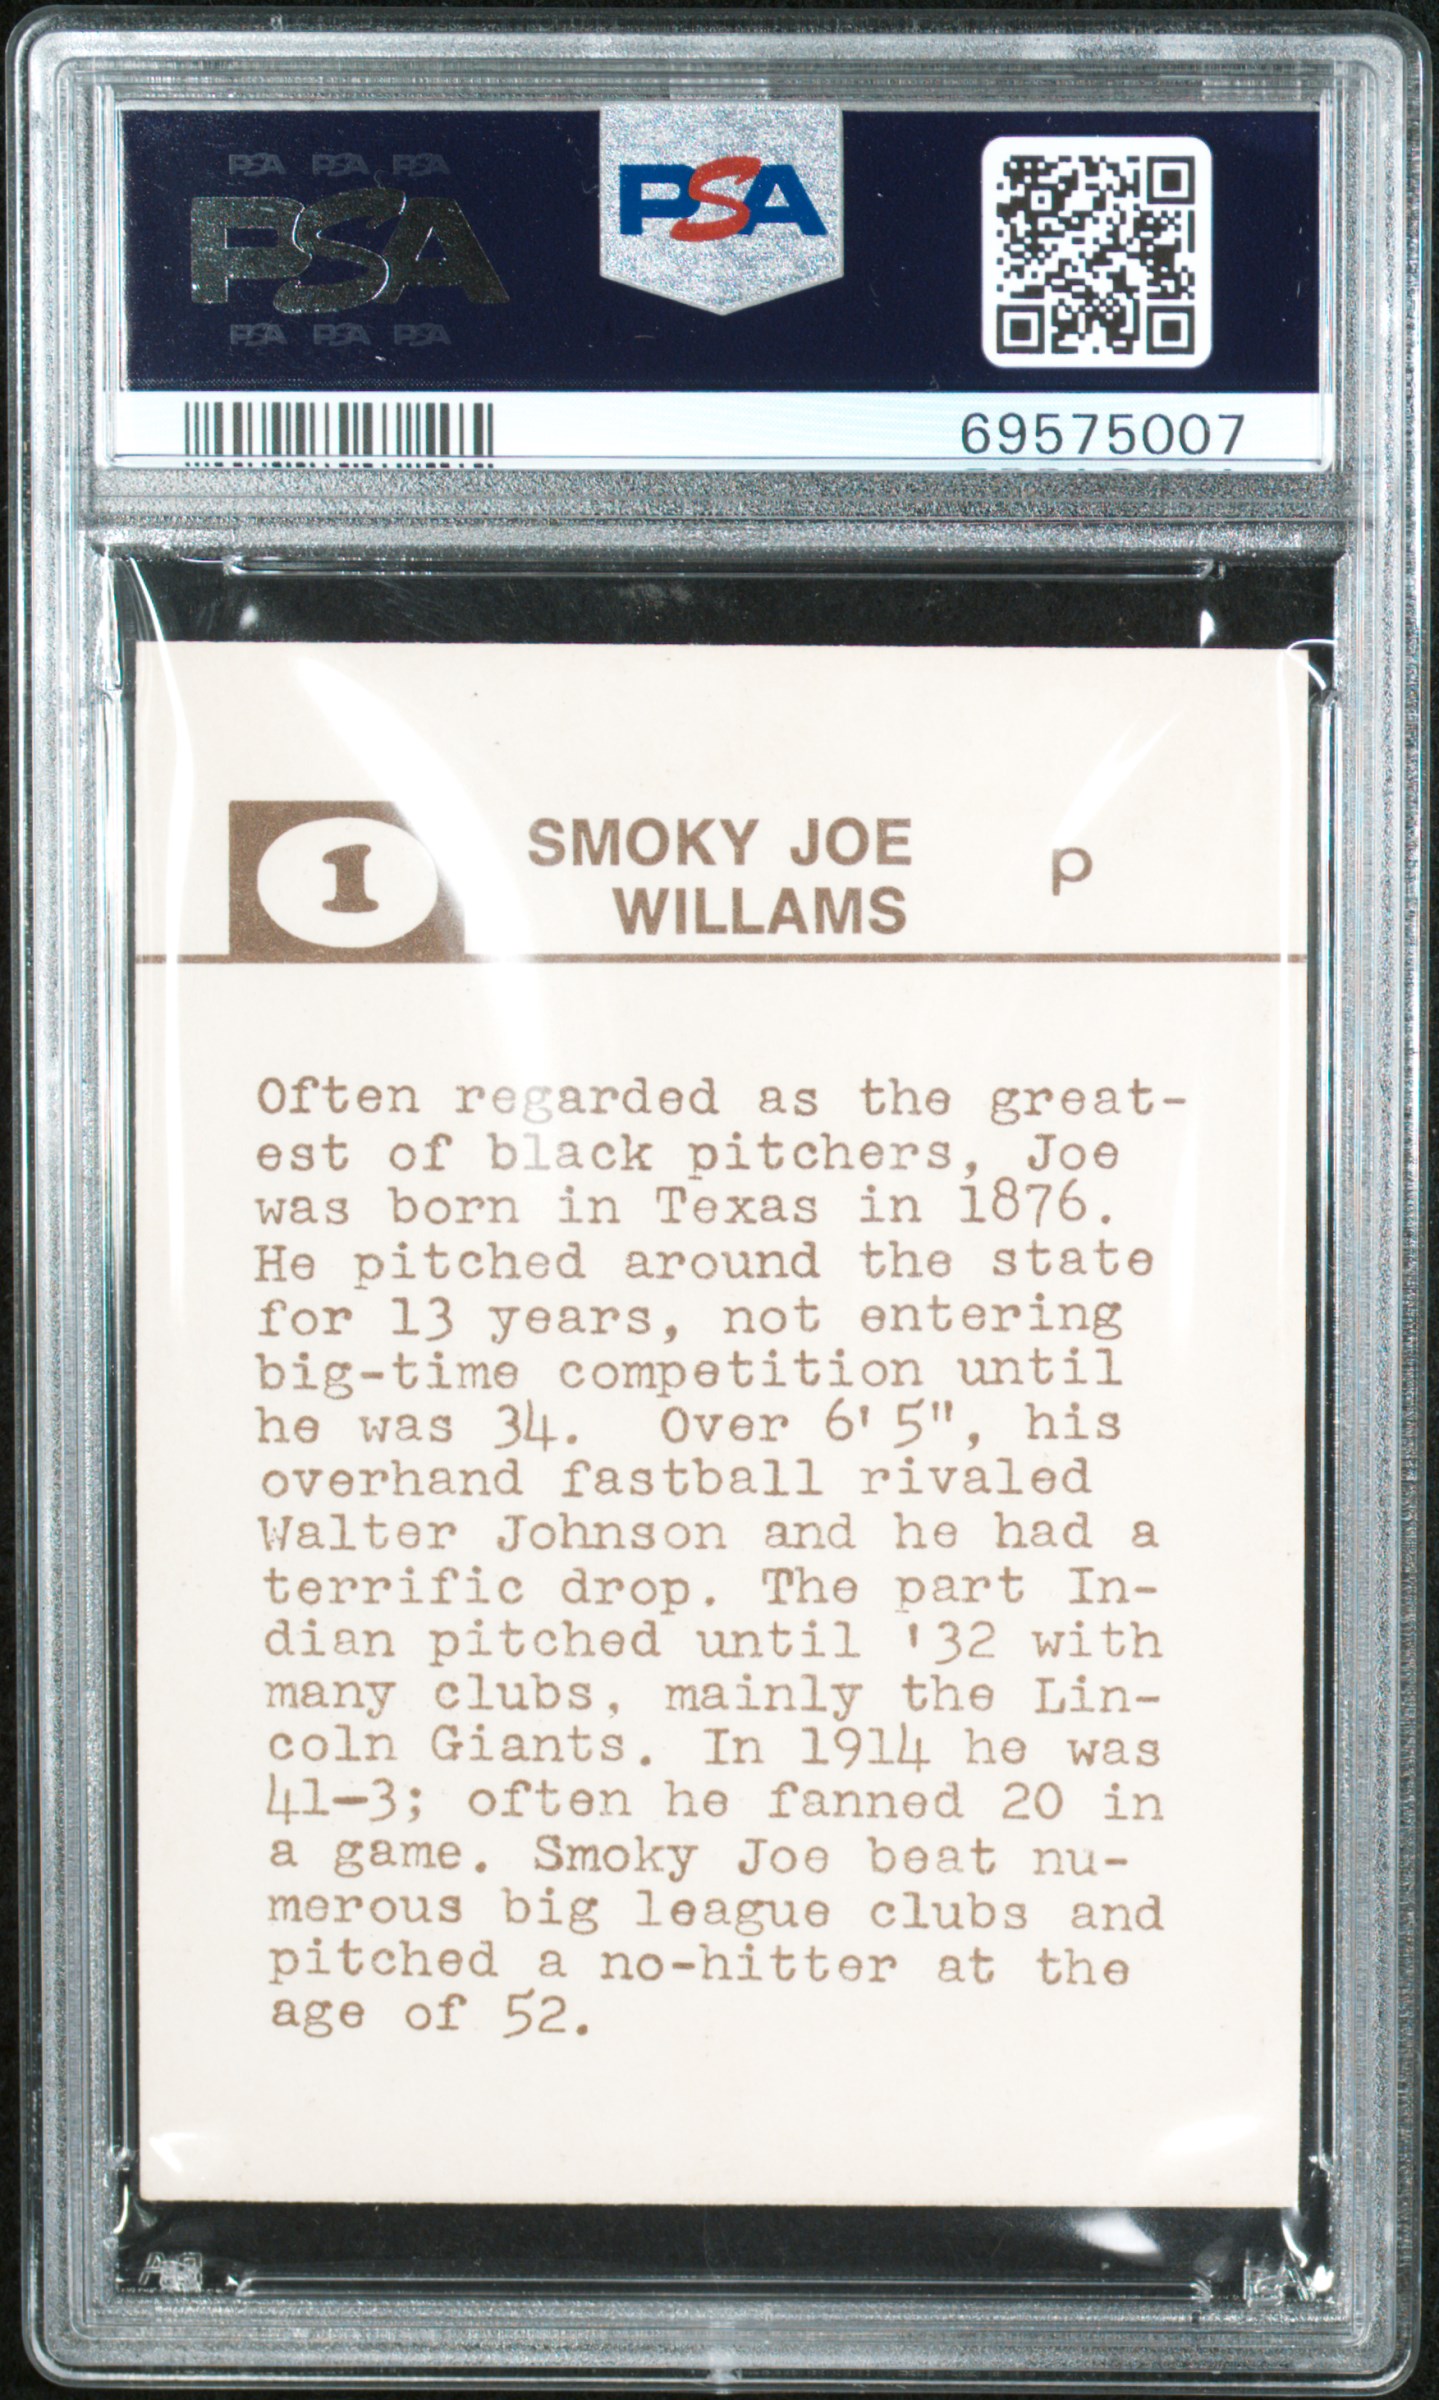 PSA PSA PSA
PSA
PSA PSA PSA
PSA
69575007
1
SMOKY JOE
WILLAMS
p
Often regarded as the great-
est of black pitchers, Joe
was born in Texas in 1876.
He pitched around the state
for 13 years, not entering
big-time competition until
he was 34. Over 6' 5", his
overhand fastball rivaled
Walter Johnson and he had a
terrific drop. The part In-
dian pitched until '32 with
many clubs, mainly the Lin-
coln Giants. In 1914 he was
41-3; often he fanned 20 in
a game. Smoky Joe beat nu-
merous big league clubs and
pitched a no-hitter at the
age of 52.